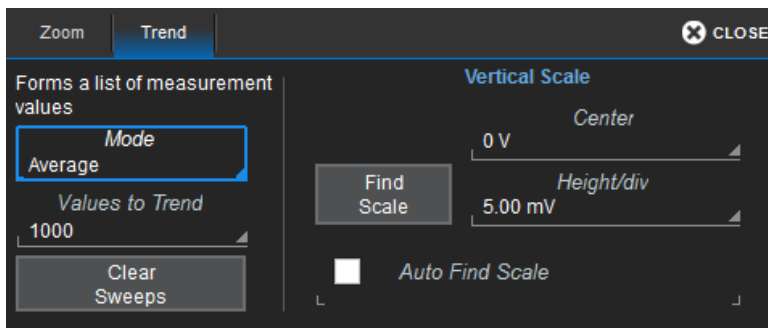 Zoom
Trend
CLOSE
Forms a list of measurement
values
Mode
Average
Values to Trend
1000
Clear
Sweeps
Vertical Scale
Center
0 V
Find
Scale
Height/div
5.00 mV
Auto Find Scale